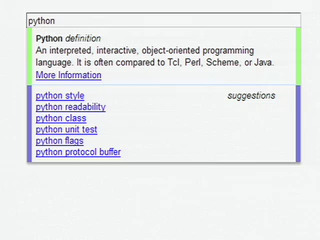 python
Python definition
An interpreted, interactive, object-oriented programming
language. It is often compared to Tcl, Perl, Scheme, or Java.
More Information
python style suggestions
python readability
python class
python unit test
python flags
python protocol buffer